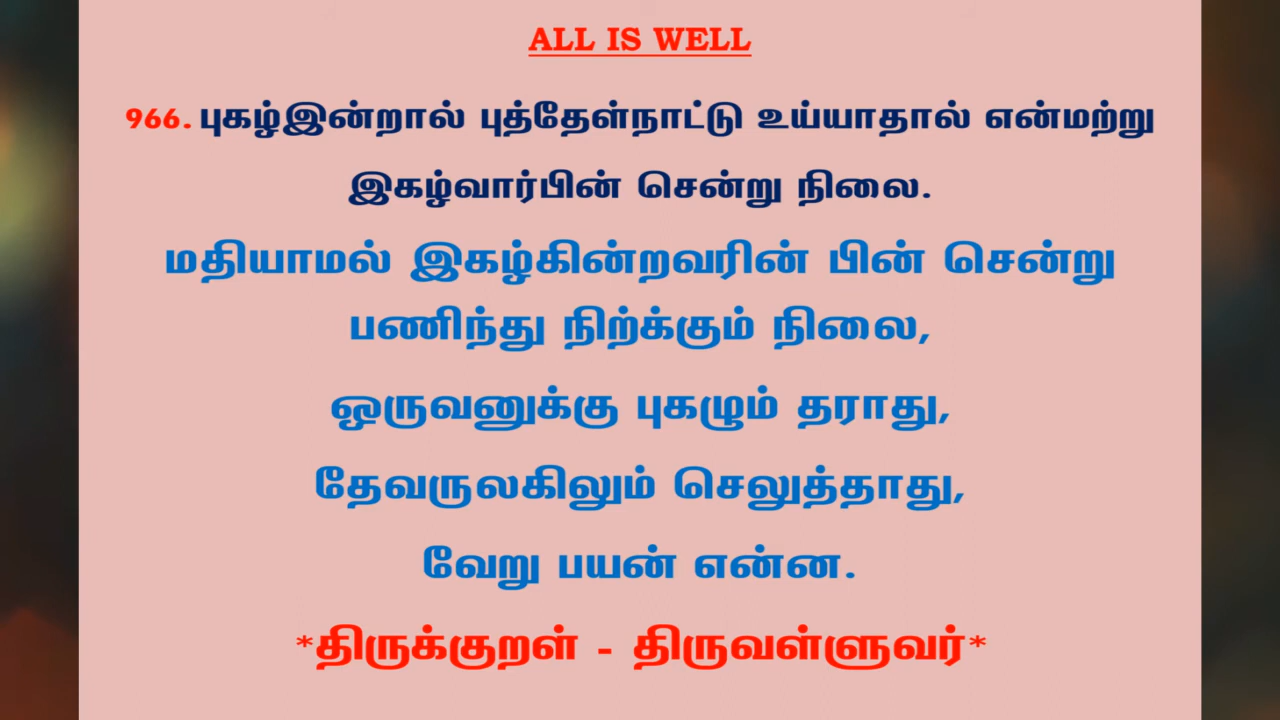 ALL IS WELL
966. புகழ்இன்றால் புத்தேள்நாட்டு உய்யாதால் என்மற்று
இகழ்வார்பின் சென்று நிலை.
மதியாமல் இகழ்கின்றவரின் பின் சென்று
பணிந்து நிற்க்கும் நிலை,
ஒருவனுக்கு புகழும் தராது,
தேவருலகிலும் செலுத்தாது,
வேறு பயன் என்ன.
*திருக்குறள் - திருவள்ளுவர்*